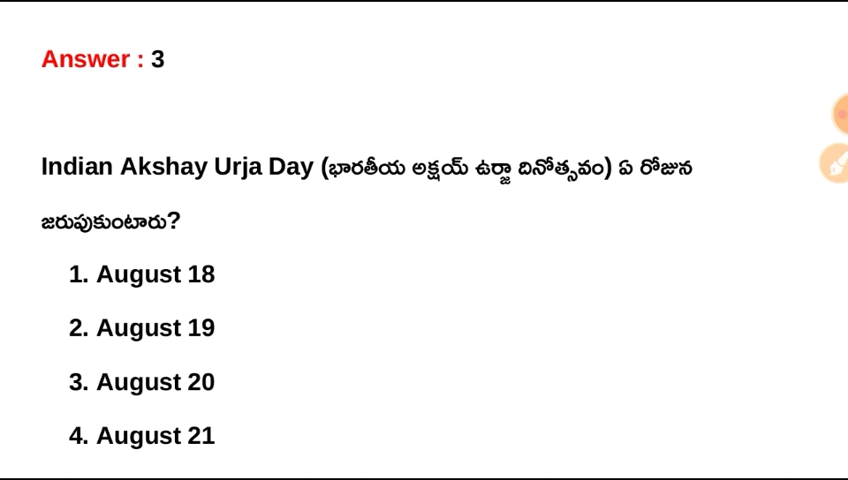 Answer : 3
Indian Akshay Urja Day (భారతీయ అక్షయ్ ఉర్జా దినోత్సవం) ఏ రోజున
జరుపుకుంటారు?
1. August 18
2. August 19
3. August 20
4. August 21